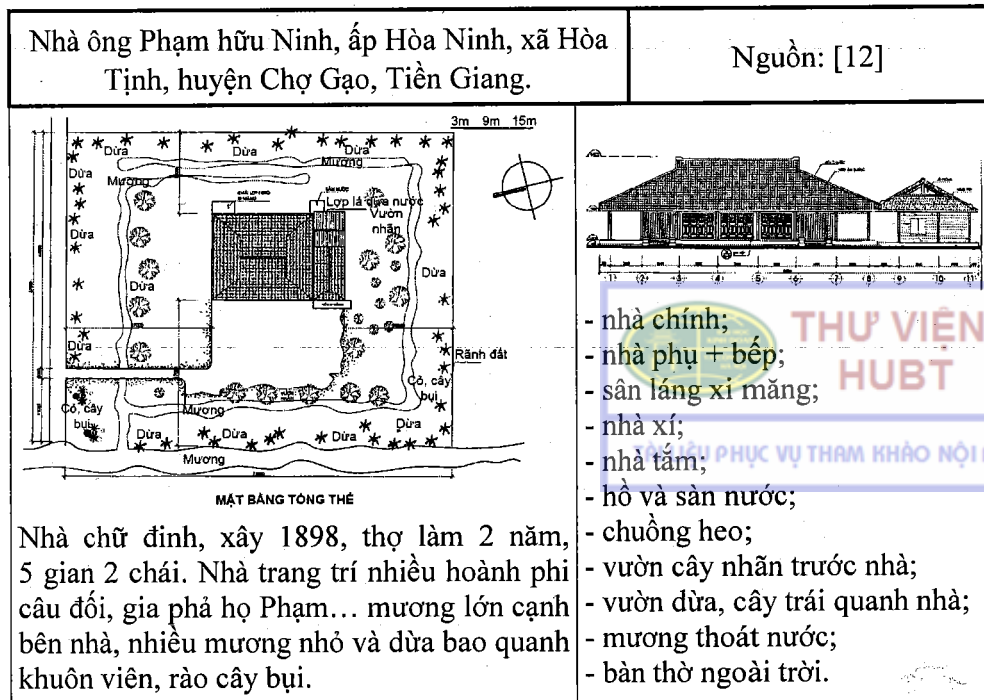 Nhà ông Phạm hữu Ninh, ấp Hòa Ninh, xã Hòa
Tịnh, huyện Chợ Gạo, Tiền Giang.
Nguồn: [12]
3m 9m 15m
Dừa
Dừa
Dừa
Mương
Dừa
Mương
Dừa
Lợp lá dừa nước
Vườn
nhãn
Dừa
Dừa
Dừa
Rãnh đất
Cỏ, cây
bụi
Cỏ, cây
bụi
Mương
Dừa
Dừa
Dừa
Dừa
Mương
MẶT BẰNG TỔNG THỂ
Nhà chữ đinh, xây 1898, thợ làm 2 năm,
5 gian 2 chái. Nhà trang trí nhiều hoành phi
câu đối, gia phả họ Phạm… mương lớn cạnh
bên nhà, nhiều mương nhỏ và dừa bao quanh
khuôn viên, rào cây bụi.
- nhà chính;
- nhà phụ + bếp;
- sân láng xi măng;
- nhà xí;
- nhà tắm;
- hồ và sàn nước;
- chuồng heo;
- vườn cây nhãn trước nhà;
- vườn dừa, cây trái quanh nhà;
- mương thoát nước;
- bàn thờ ngoài trời.
THƯ VIỆN
HUBT
TÀI LIỆU PHỤC VỤ THAM KHẢO NỘI